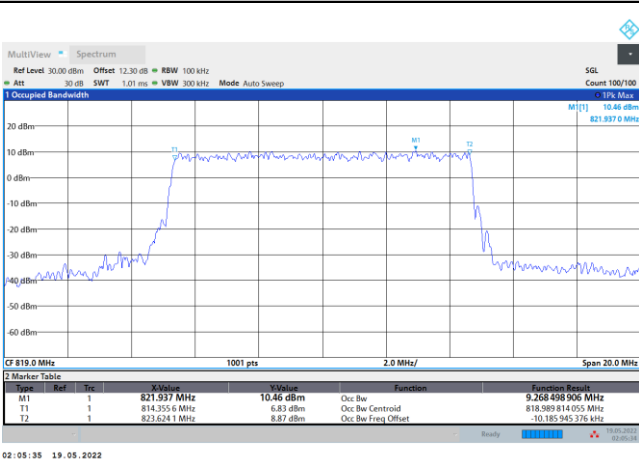 MultiView Spectrum
Ref Level 30.00 dBm Offset 12.30 dB RBW 100 kHz SGL
Att 30 dB SWT 1.01 ms VBW 300 kHz Mode Auto Sweep Count 100/100
1 Occupied Bandwidth 1Pk Max
M1[1] 10.46 dBm
821.937 0 MHz
20 dBm
M1
T1
T2
10 dBm
0 dBm
-10 dBm
-20 dBm
-30 dBm
-40 dBm
-50 dBm
-60 dBm
CF 819.0 MHz 1001 pts 2.0 MHz/ Span 20.0 MHz
2 Marker Table
Type Ref Trc X-Value Y-Value Function Function Result
M1 1 821.937 MHz 10.46 dBm Occ Bw 9.268 498 906 MHz
T1 1 814.355 6 MHz 6.83 dBm Occ Bw Centroid 818.989 814 055 MHz
T2 1 823.624 1 MHz 8.87 dBm Occ Bw Freq Offset -10.185 945 376 kHz
Ready 19.05.2022
02:05:34
02:05:35 19.05.2022